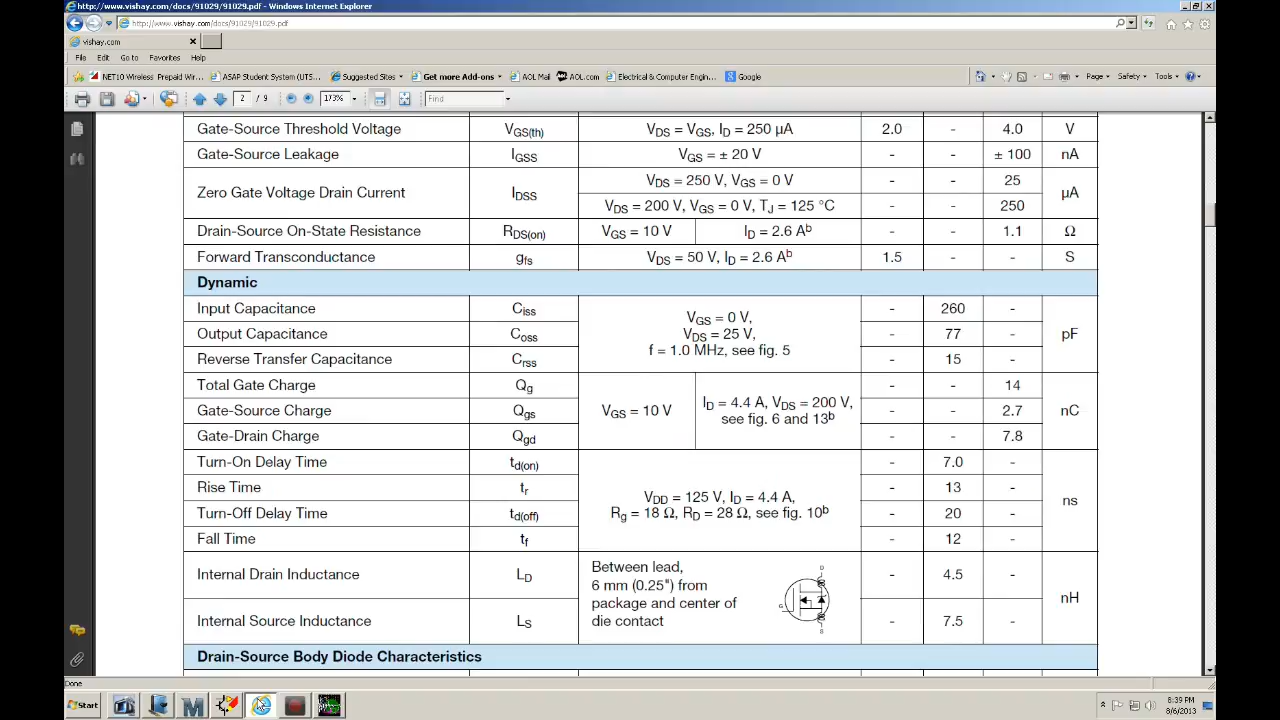 http://www.vishay.com/docs/91029/91029.pdf - Windows Internet Explorer
http://www.vishay.com/docs/91029/91029.pdf
vishay.com
File Edit Go to Favorites Help
NET10 Wireless Prepaid Wir... ASAP Student System (UTS... Suggested Sites Get more Add-ons AOL Mail AOL.com Electrical & Computer Engin... Google Page Safety Tools
2 / 9 173% Find
Gate-Source Threshold Voltage VGS(th) VDS = VGS, ID = 250 µA 2.0 - 4.0 V
Gate-Source Leakage IGSS VGS = ± 20 V - - ± 100 nA
Zero Gate Voltage Drain Current IDSS VDS = 250 V, VGS = 0 V - - 25 µA
VDS = 200 V, VGS = 0 V, TJ = 125 °C - - 250
Drain-Source On-State Resistance RDS(on) VGS = 10 V ID = 2.6 Ab - - 1.1 Ω
Forward Transconductance gfs VDS = 50 V, ID = 2.6 Ab 1.5 - - S
Dynamic
Input Capacitance Ciss VGS = 0 V, - 260 - pF
Output Capacitance Coss VDS = 25 V, - 77 -
Reverse Transfer Capacitance Crss f = 1.0 MHz, see fig. 5 - 15 -
Total Gate Charge Qg - - 14 nC
Gate-Source Charge Qgs VGS = 10 V ID = 4.4 A, VDS = 200 V, see fig. 6 and 13b - - 2.7
Gate-Drain Charge Qgd - - 7.8
Turn-On Delay Time td(on) - 7.0 - ns
Rise Time tr VDD = 125 V, ID = 4.4 A, - 13 -
Turn-Off Delay Time td(off) Rg = 18 Ω, RD = 28 Ω, see fig. 10b - 20 -
Fall Time tf - 12 -
Internal Drain Inductance LD Between lead, 6 mm (0.25") from - 4.5 - nH
Internal Source Inductance LS package and center of die contact - 7.5 -
D
G
S
Drain-Source Body Diode Characteristics
Done
Start 8:39 PM
8/6/2013